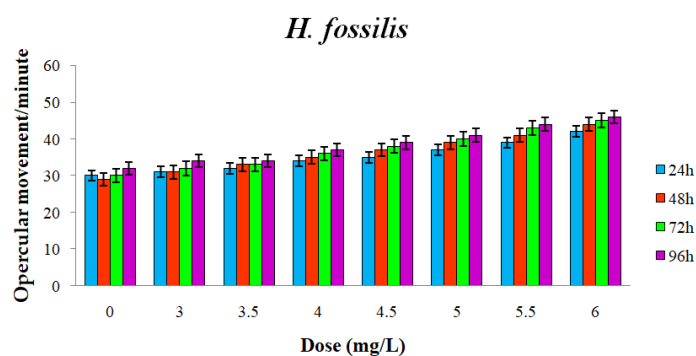 H. fossilis
Opercular movement/minute
60
50
40
30
20
10
0
0 3 3.5 4 4.5 5 5.5 6
Dose (mg/L)
24h
48h
72h
96h